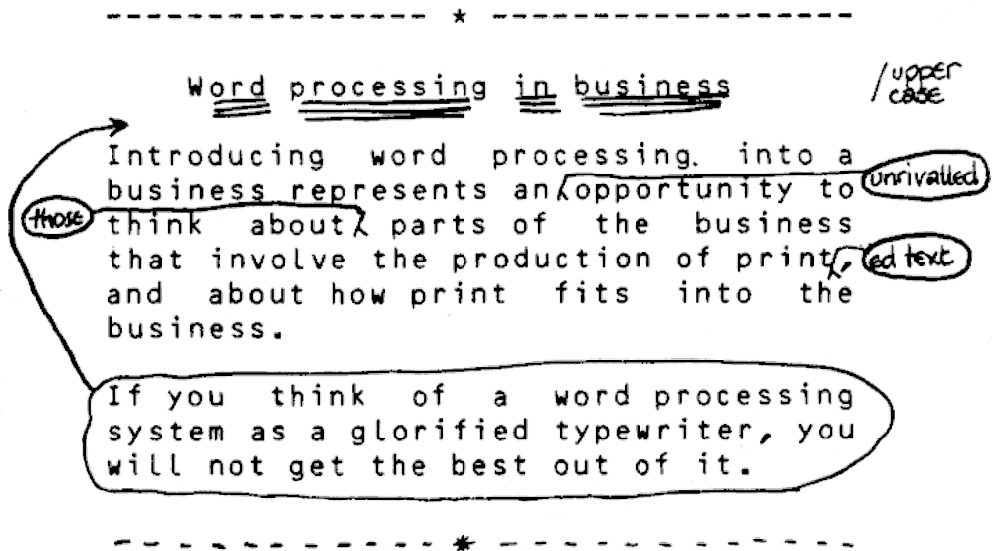 ---------------- * ------------------
Word processing in business
/upper case
Introducing word processing. into a
business represents an opportunity to
unrivalled
those
think about parts of the business
that involve the production of print,
ed text
and about how print fits into the
business.
If you think of a word processing
system as a glorified typewriter, you
will not get the best out of it.
---------------- * ------------------